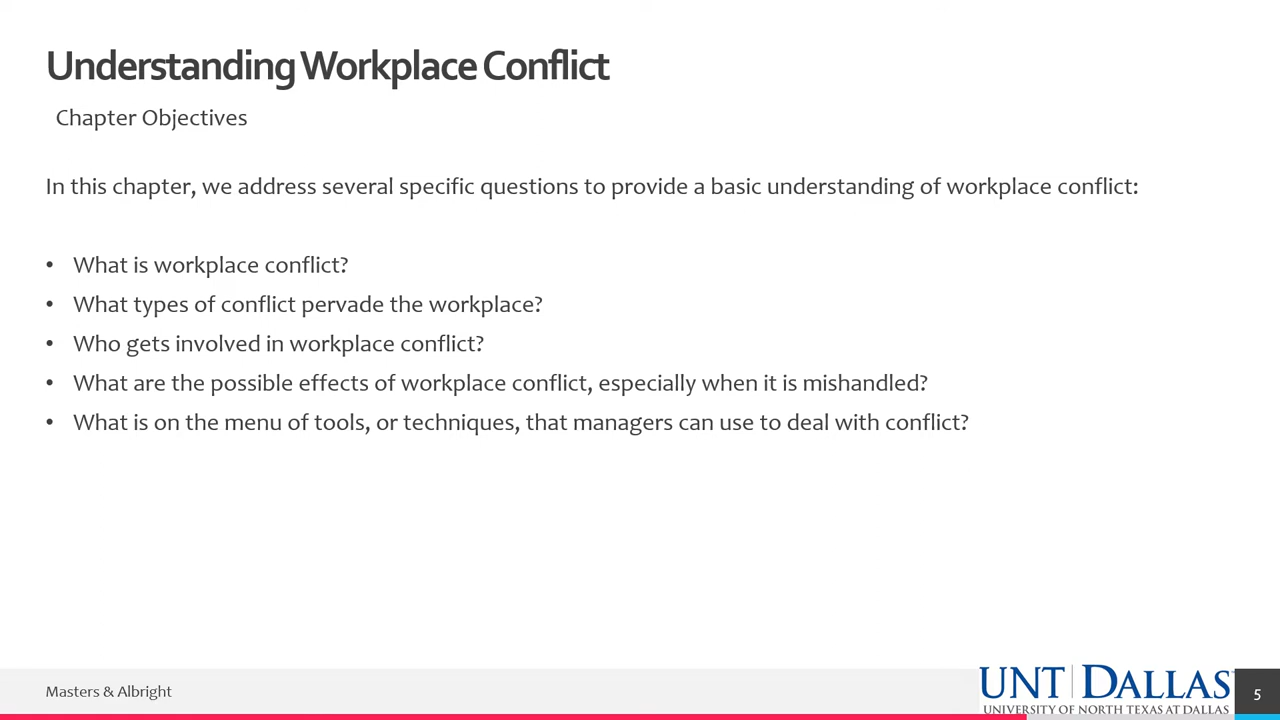 Understanding Workplace Conflict
Chapter Objectives
In this chapter, we address several specific questions to provide a basic understanding of workplace conflict:
• What is workplace conflict?
• What types of conflict pervade the workplace?
• Who gets involved in workplace conflict?
• What are the possible effects of workplace conflict, especially when it is mishandled?
• What is on the menu of tools, or techniques, that managers can use to deal with conflict?
Masters & Albright
UNT DALLAS
UNIVERSITY OF NORTH TEXAS AT DALLAS
5